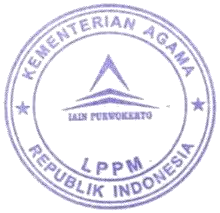 KEMENTERIAN AGAMA
IAIN PURWOKERTO
LPPM
REPUBLIK INDONESIA